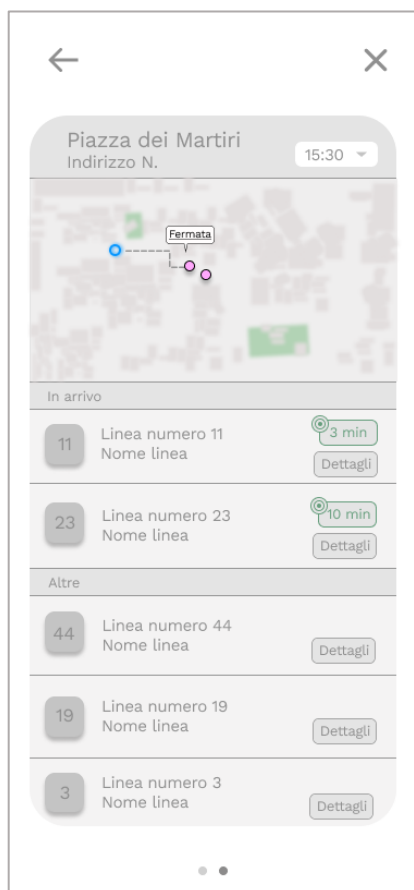 Piazza dei Martiri
Indirizzo N.
15:30
Fermata
In arrivo
11
Linea numero 11
Nome linea
3 min
Dettagli
23
Linea numero 23
Nome linea
10 min
Dettagli
Altre
44
Linea numero 44
Nome linea
Dettagli
19
Linea numero 19
Nome linea
Dettagli
3
Linea numero 3
Nome linea
Dettagli